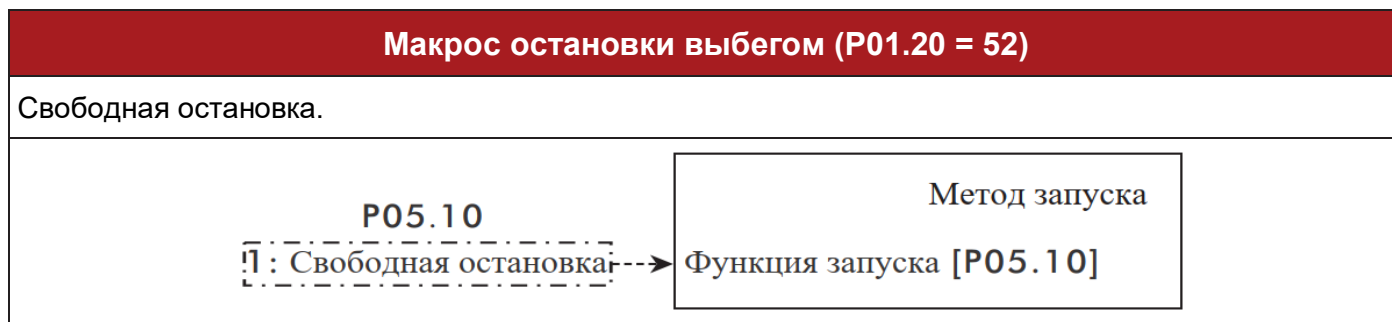 Макрос остановки выбегом (P01.20 = 52)
Свободная остановка.
Метод запуска
P05.10
1: Свободная остановка
Функция запуска [P05.10]